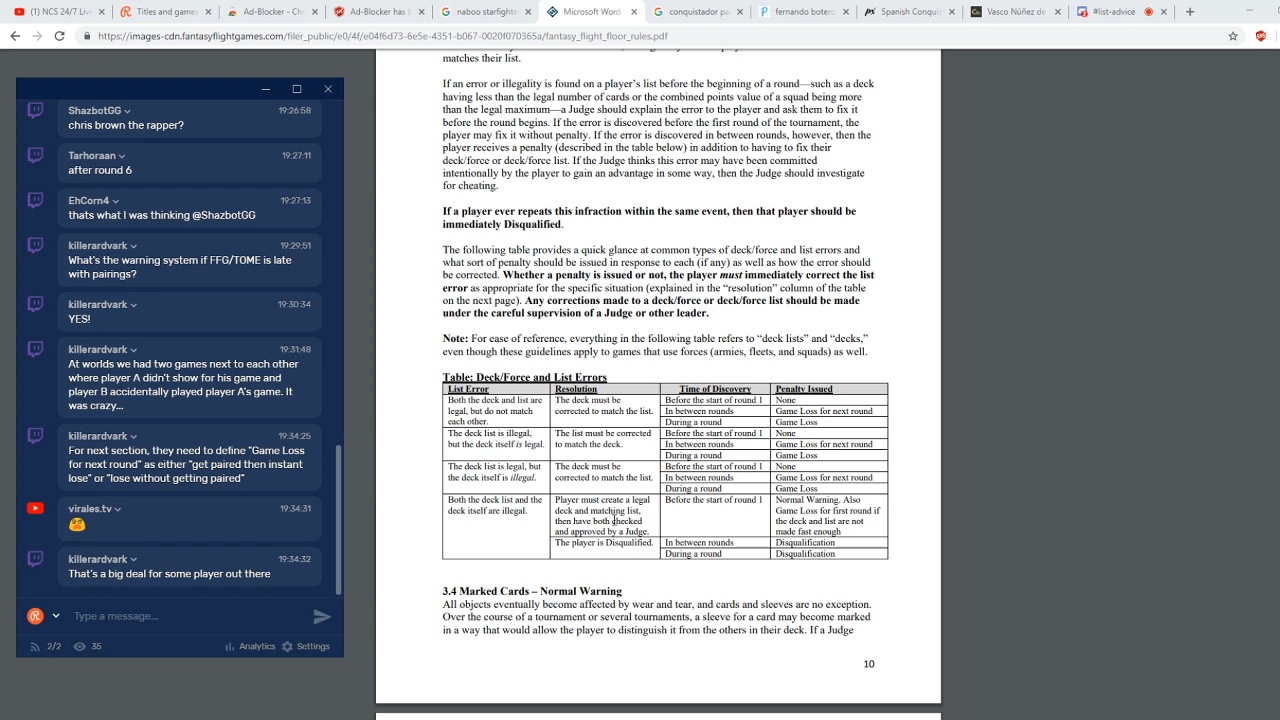 (1) NCS 24/7 Live
Titles and games
Ad-Blocker - Chr
Ad-Blocker has b
naboo starfighte
Microsoft Word
conquistador pa
fernando botero
Spanish Conqui
Vasco Núñez de
#list-advice
https://images-cdn.fantasyflightgames.com/filer_public/e0/4f/e04f6d73-6e5e-4351-b067-0020f070365a/fantasy_flight_floor_rules.pdf
ShazbotGG 19:26:58
chris brown the rapper?
Tarhoraan 19:27:11
after round 6
EhCorn4 19:27:13
thats what I was thinking @ShazbotGG
killerardvark 19:29:51
What's the warning system if FFG/TOME is late
with pairings?
killerardvark 19:30:34
YES!
killerardvark 19:31:48
At worlds we had two games next to each other
where player A didn't show for his game and
player B accidentally played player A's game. It
was crazy...
killerardvark 19:34:25
Next section, they need to define "Game Loss
for next round" as either "get paired then instant
lose" or "lose without getting paired"
virales.tv 19:34:31
killerardvark 19:34:32
That's a big deal for some player out there
Type a message...
2/2 35 Analytics Settings
matches their list.
If an error or illegality is found on a player's list before the beginning of a round—such as a deck
having less than the legal number of cards or the combined points value of a squad being more
than the legal maximum—a Judge should explain the error to the player and ask them to fix it
before the round begins. If the error is discovered before the first round of the tournament, the
player may fix it without penalty. If the error is discovered in between rounds, however, then the
player receives a penalty (described in the table below) in addition to having to fix their
deck/force or deck/force list. If the Judge thinks this error may have been committed
intentionally by the player to gain an advantage in some way, then the Judge should investigate
for cheating.
If a player ever repeats this infraction within the same event, then that player should be
immediately Disqualified.
The following table provides a quick glance at common types of deck/force and list errors and
what sort of penalty should be issued in response to each (if any) as well as how the error should
be corrected. Whether a penalty is issued or not, the player must immediately correct the list
error as appropriate for the specific situation (explained in the "resolution" column of the table
on the next page). Any corrections made to a deck/force or deck/force list should be made
under the careful supervision of a Judge or other leader.
Note: For ease of reference, everything in the following table refers to "deck lists" and "decks,"
even though these guidelines apply to games that use forces (armies, fleets, and squads) as well.
Table: Deck/Force and List Errors
List Error Resolution Time of Discovery Penalty Issued
Both the deck and list are The deck must be Before the start of round 1 None
legal, but do not match corrected to match the list. In between rounds Game Loss for next round
each other. During a round Game Loss
The deck list is illegal, The list must be corrected Before the start of round 1 None
but the deck itself is legal. to match the deck. In between rounds Game Loss for next round
During a round Game Loss
The deck list is legal, but The deck must be Before the start of round 1 None
the deck itself is illegal. corrected to match the list. In between rounds Game Loss for next round
During a round Game Loss
Both the deck list and the Player must create a legal Before the start of round 1 Normal Warning. Also
deck itself are illegal. deck and matching list, Game Loss for first round if
then have both checked the deck and list are not
and approved by a Judge. made fast enough
The player is Disqualified. In between rounds Disqualification
During a round Disqualification
3.4 Marked Cards – Normal Warning
All objects eventually become affected by wear and tear, and cards and sleeves are no exception.
Over the course of a tournament or several tournaments, a sleeve for a card may become marked
in a way that would allow the player to distinguish it from the others in their deck. If a Judge
10